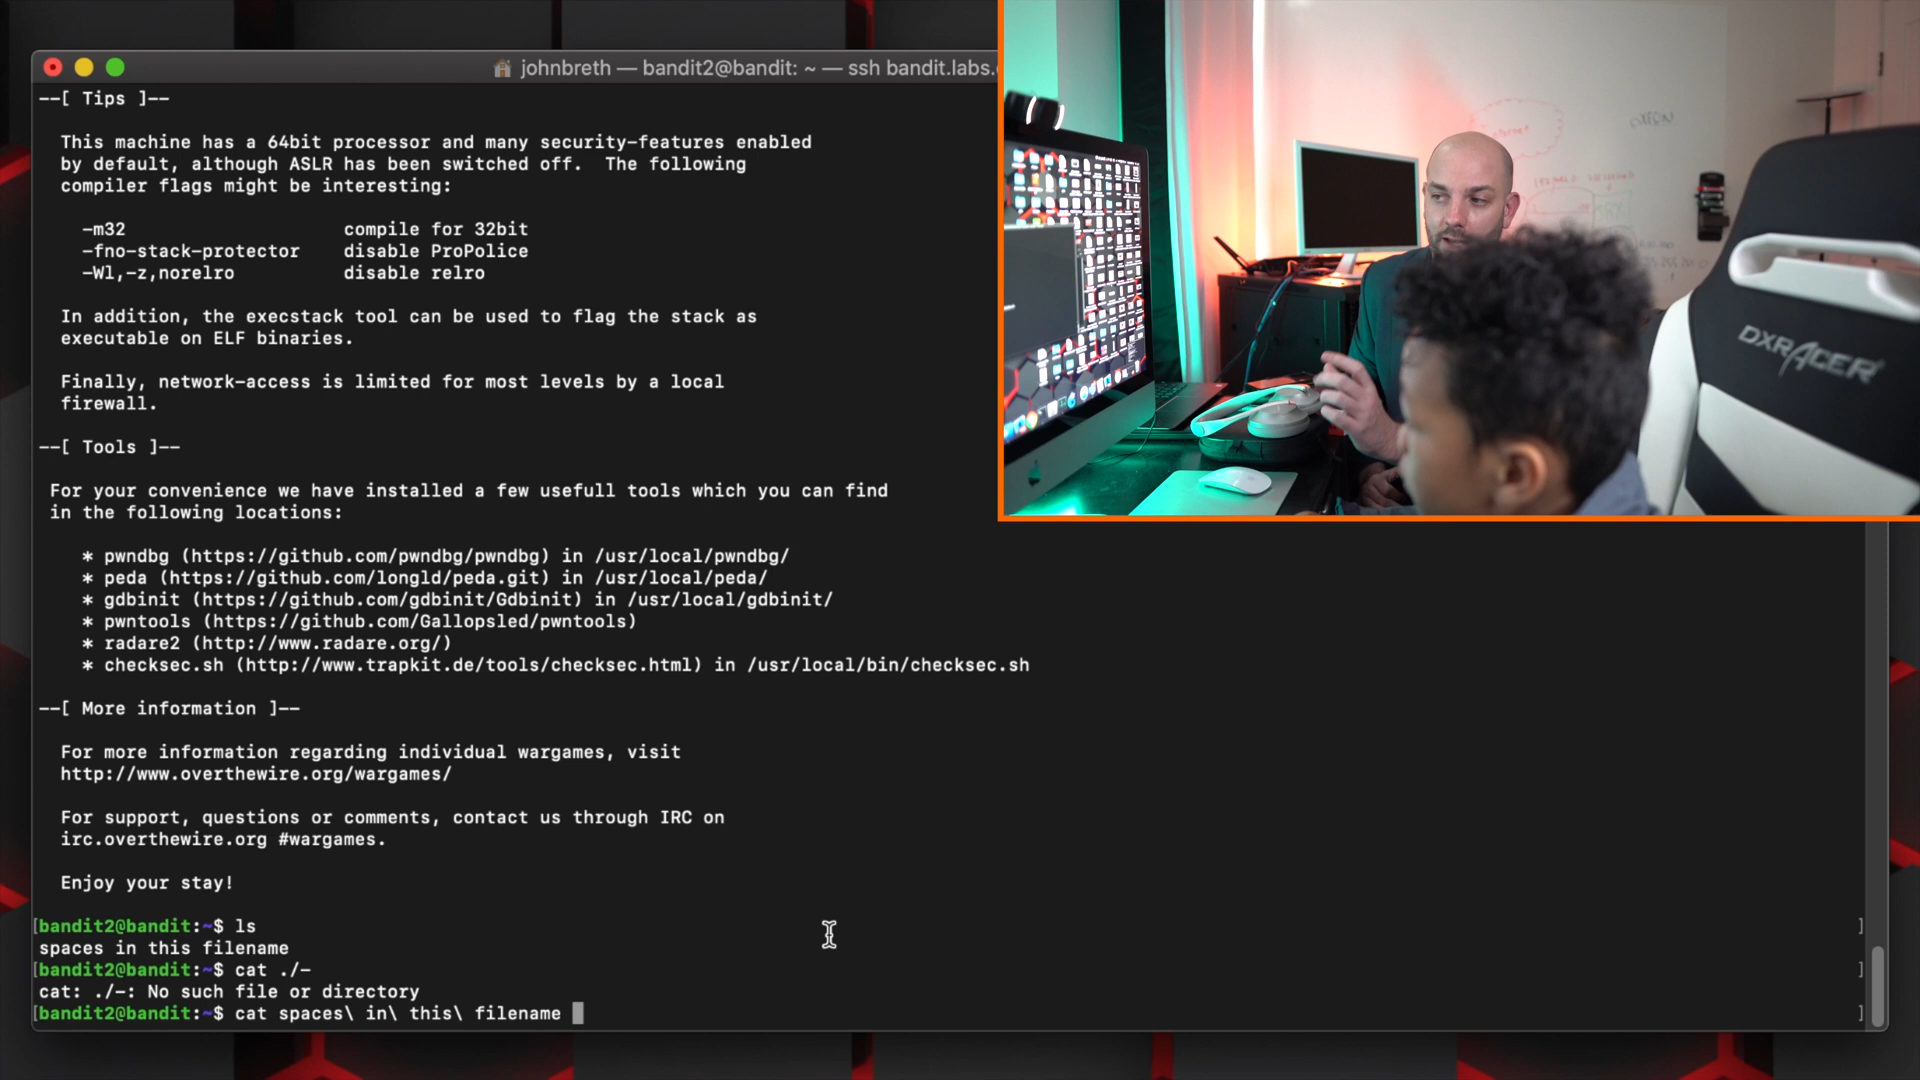 johnbreth — bandit2@bandit: ~ — ssh bandit.labs.
--[ Tips ]--
This machine has a 64bit processor and many security-features enabled
by default, although ASLR has been switched off.  The following
compiler flags might be interesting:
-m32                    compile for 32bit
-fno-stack-protector    disable ProPolice
-Wl,-z,norelro          disable relro
In addition, the execstack tool can be used to flag the stack as
executable on ELF binaries.
Finally, network-access is limited for most levels by a local
firewall.
--[ Tools ]--
For your convenience we have installed a few usefull tools which you can find
in the following locations:
* pwndbg (https://github.com/pwndbg/pwndbg) in /usr/local/pwndbg/
* peda (https://github.com/longld/peda.git) in /usr/local/peda/
* gdbinit (https://github.com/gdbinit/Gdbinit) in /usr/local/gdbinit/
* pwntools (https://github.com/Gallopsled/pwntools)
* radare2 (http://www.radare.org/)
* checksec.sh (http://www.trapkit.de/tools/checksec.html) in /usr/local/bin/checksec.sh
--[ More information ]--
For more information regarding individual wargames, visit
http://www.overthewire.org/wargames/
For support, questions or comments, contact us through IRC on
irc.overthewire.org #wargames.
Enjoy your stay!
[bandit2@bandit:~$ ls ]
spaces in this filename
[bandit2@bandit:~$ cat ./- ]
cat: ./-: No such file or directory
[bandit2@bandit:~$ cat spaces\ in\ this\ filename ]
DXRACER